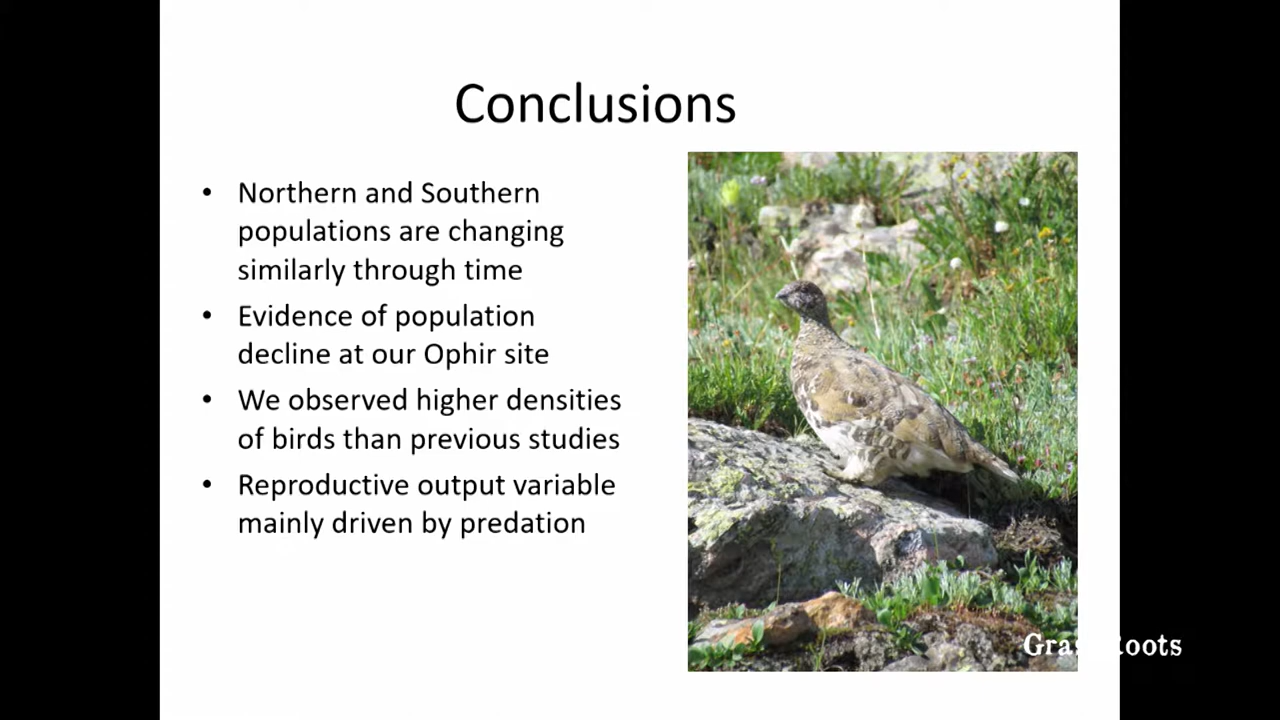 Conclusions
• Northern and Southern
populations are changing
similarly through time
• Evidence of population
decline at our Ophir site
• We observed higher densities
of birds than previous studies
• Reproductive output variable
mainly driven by predation